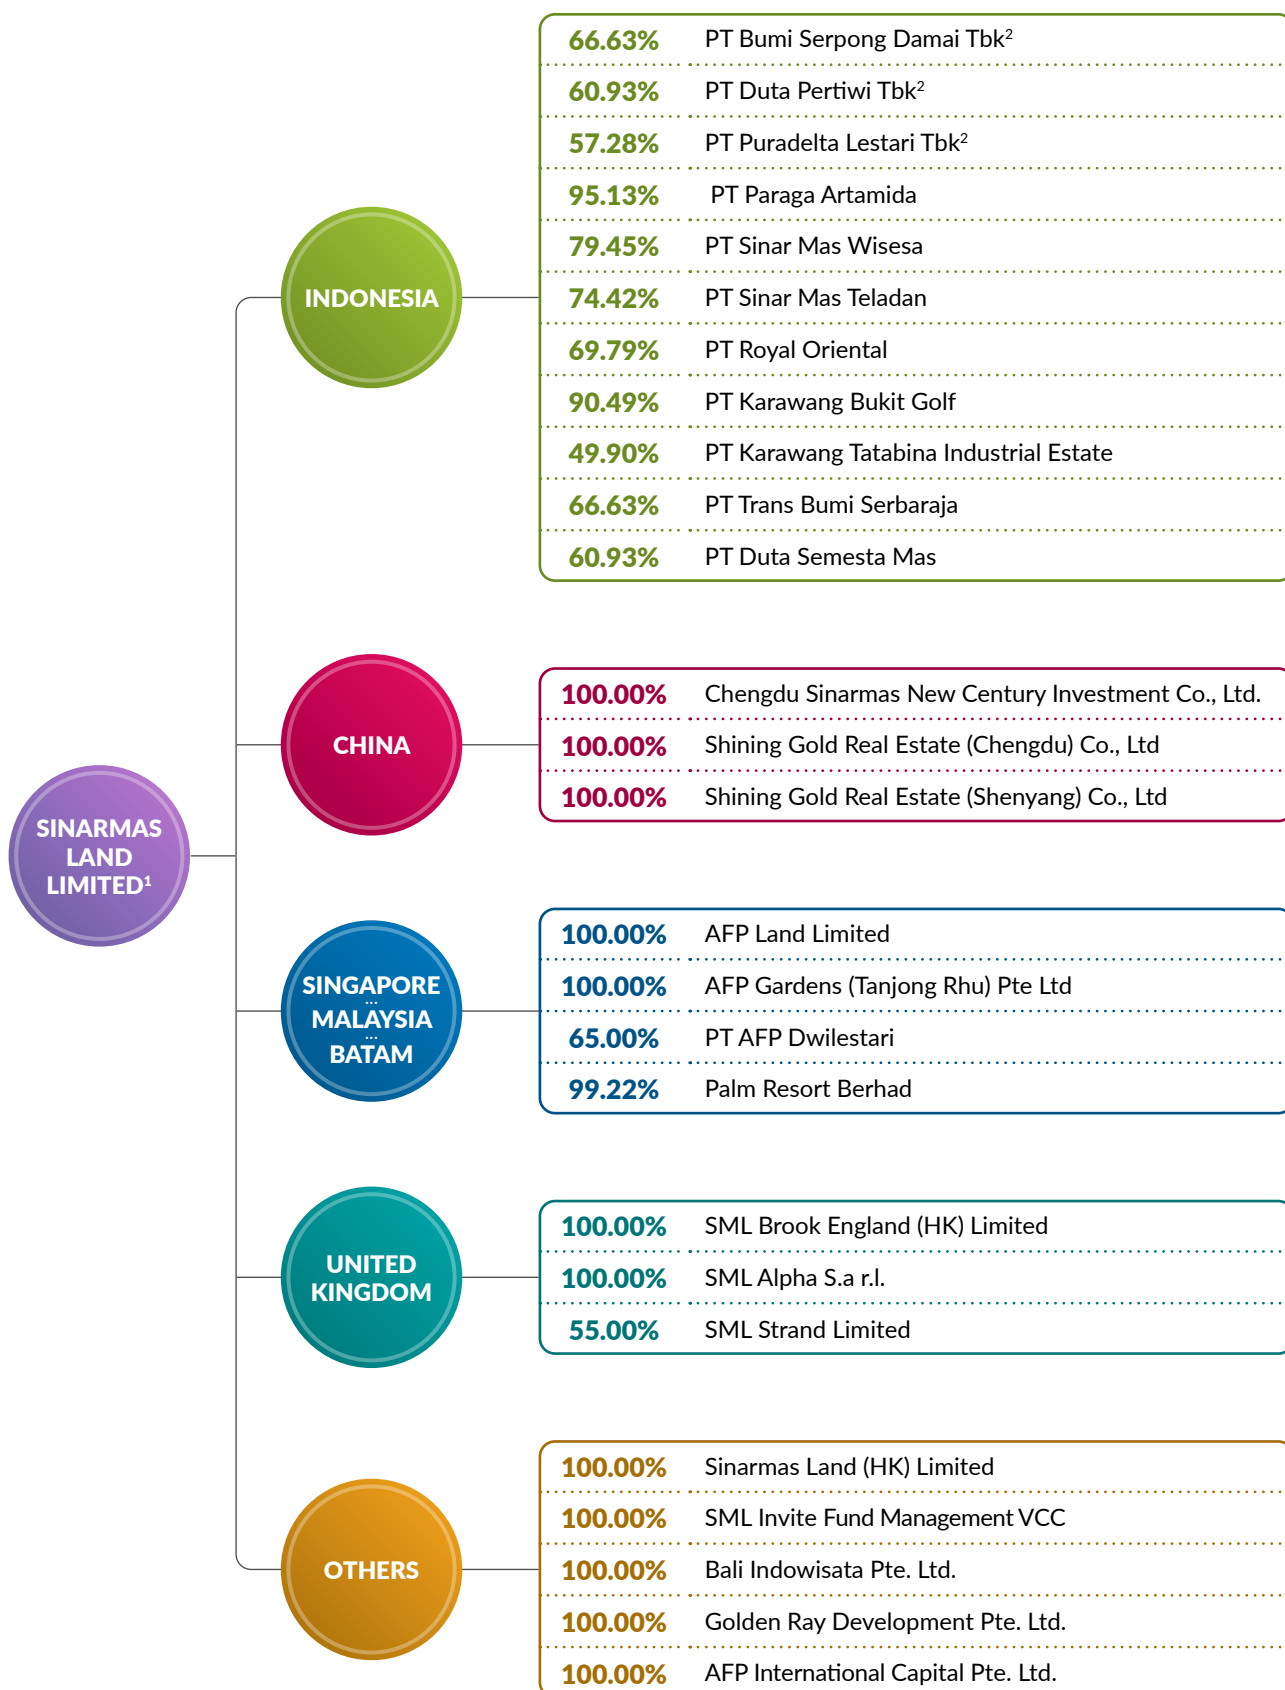 SINARMAS
LAND
LIMITED¹
INDONESIA
66.63% PT Bumi Serpong Damai Tbk²
60.93% PT Duta Pertiwi Tbk²
57.28% PT Puradelta Lestari Tbk²
95.13% PT Paraga Artamida
79.45% PT Sinar Mas Wisesa
74.42% PT Sinar Mas Teladan
69.79% PT Royal Oriental
90.49% PT Karawang Bukit Golf
49.90% PT Karawang Tatabina Industrial Estate
66.63% PT Trans Bumi Serbaraja
60.93% PT Duta Semesta Mas
CHINA
100.00% Chengdu Sinarmas New Century Investment Co., Ltd.
100.00% Shining Gold Real Estate (Chengdu) Co., Ltd
100.00% Shining Gold Real Estate (Shenyang) Co., Ltd
SINGAPORE
...
MALAYSIA
...
BATAM
100.00% AFP Land Limited
100.00% AFP Gardens (Tanjong Rhu) Pte Ltd
65.00% PT AFP Dwilestari
99.22% Palm Resort Berhad
UNITED
KINGDOM
100.00% SML Brook England (HK) Limited
100.00% SML Alpha S.a r.l.
55.00% SML Strand Limited
OTHERS
100.00% Sinarmas Land (HK) Limited
100.00% SML Invite Fund Management VCC
100.00% Bali Indowisata Pte. Ltd.
100.00% Golden Ray Development Pte. Ltd.
100.00% AFP International Capital Pte. Ltd.